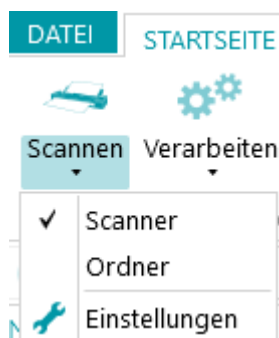 DATEI STARTSEITE
Scannen Verarbeiten
Scanner
Ordner
Einstellungen